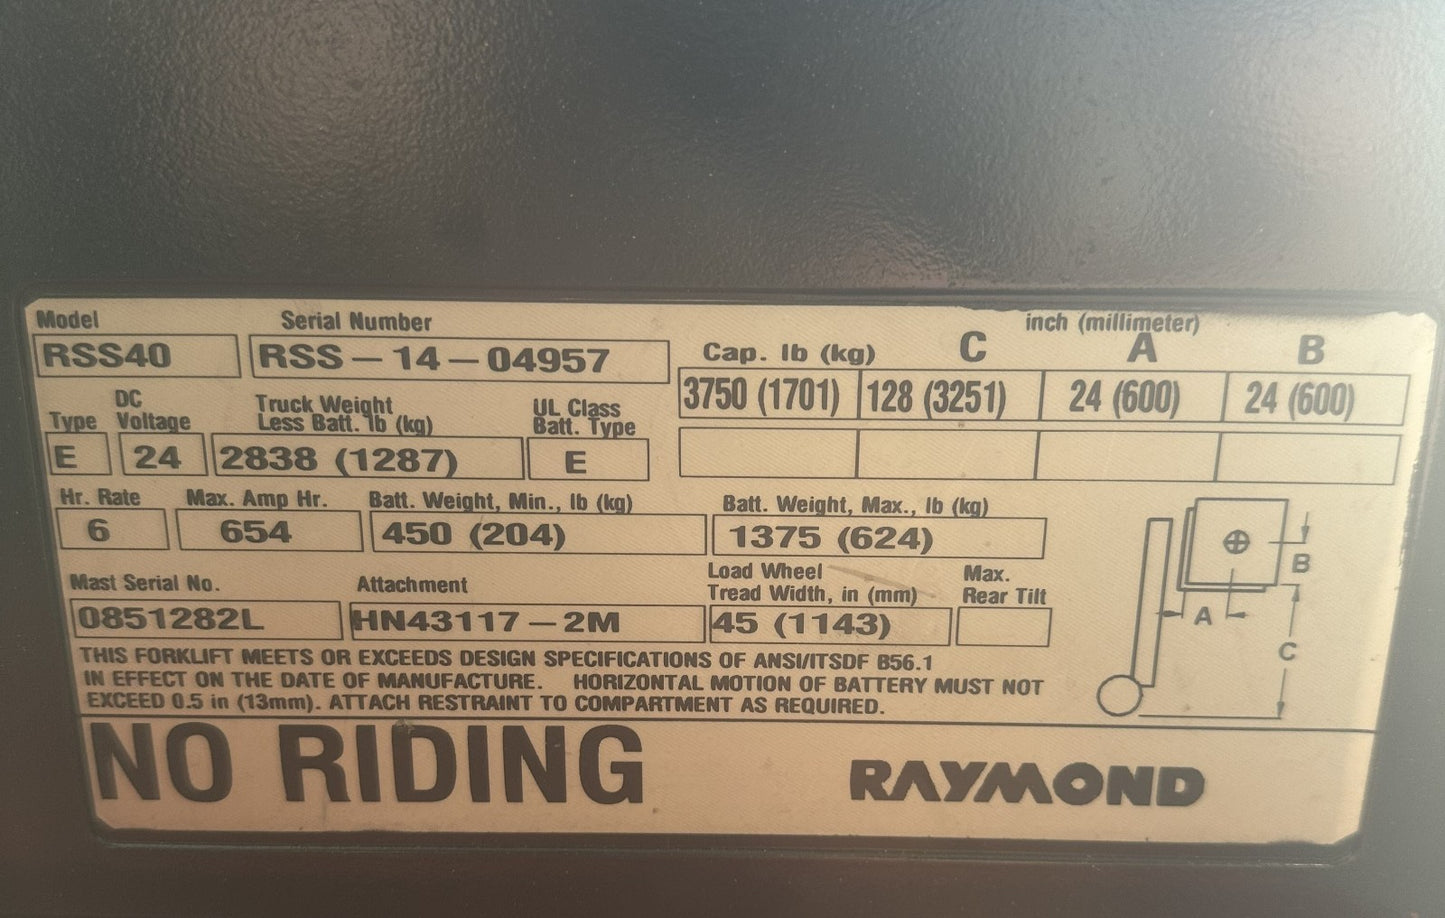 Model Serial Number inch (millimeter)
Cap. lb (kg) C A B
RSS40 RSS-14-04957
3750 (1701) 128 (3251) 24 (600) 24 (600)
Type DC Voltage Truck Weight Less Batt. lb (kg) UL Class Batt. Type
E 24 2838 (1287) E
Hr. Rate Max. Amp Hr. Batt. Weight, Min., lb (kg) Batt. Weight, Max., lb (kg)
6 654 450 (204) 1375 (624)
Mast Serial No. Attachment Load Wheel Tread Width, in (mm) Max. Rear Tilt
0851282L HN43117-2M 45 (1143)
B
A
C
THIS FORKLIFT MEETS OR EXCEEDS DESIGN SPECIFICATIONS OF ANSI/ITSDF B56.1
IN EFFECT ON THE DATE OF MANUFACTURE. HORIZONTAL MOTION OF BATTERY MUST NOT
EXCEED 0.5 in (13mm). ATTACH RESTRAINT TO COMPARTMENT AS REQUIRED.
NO RIDING RAYMOND